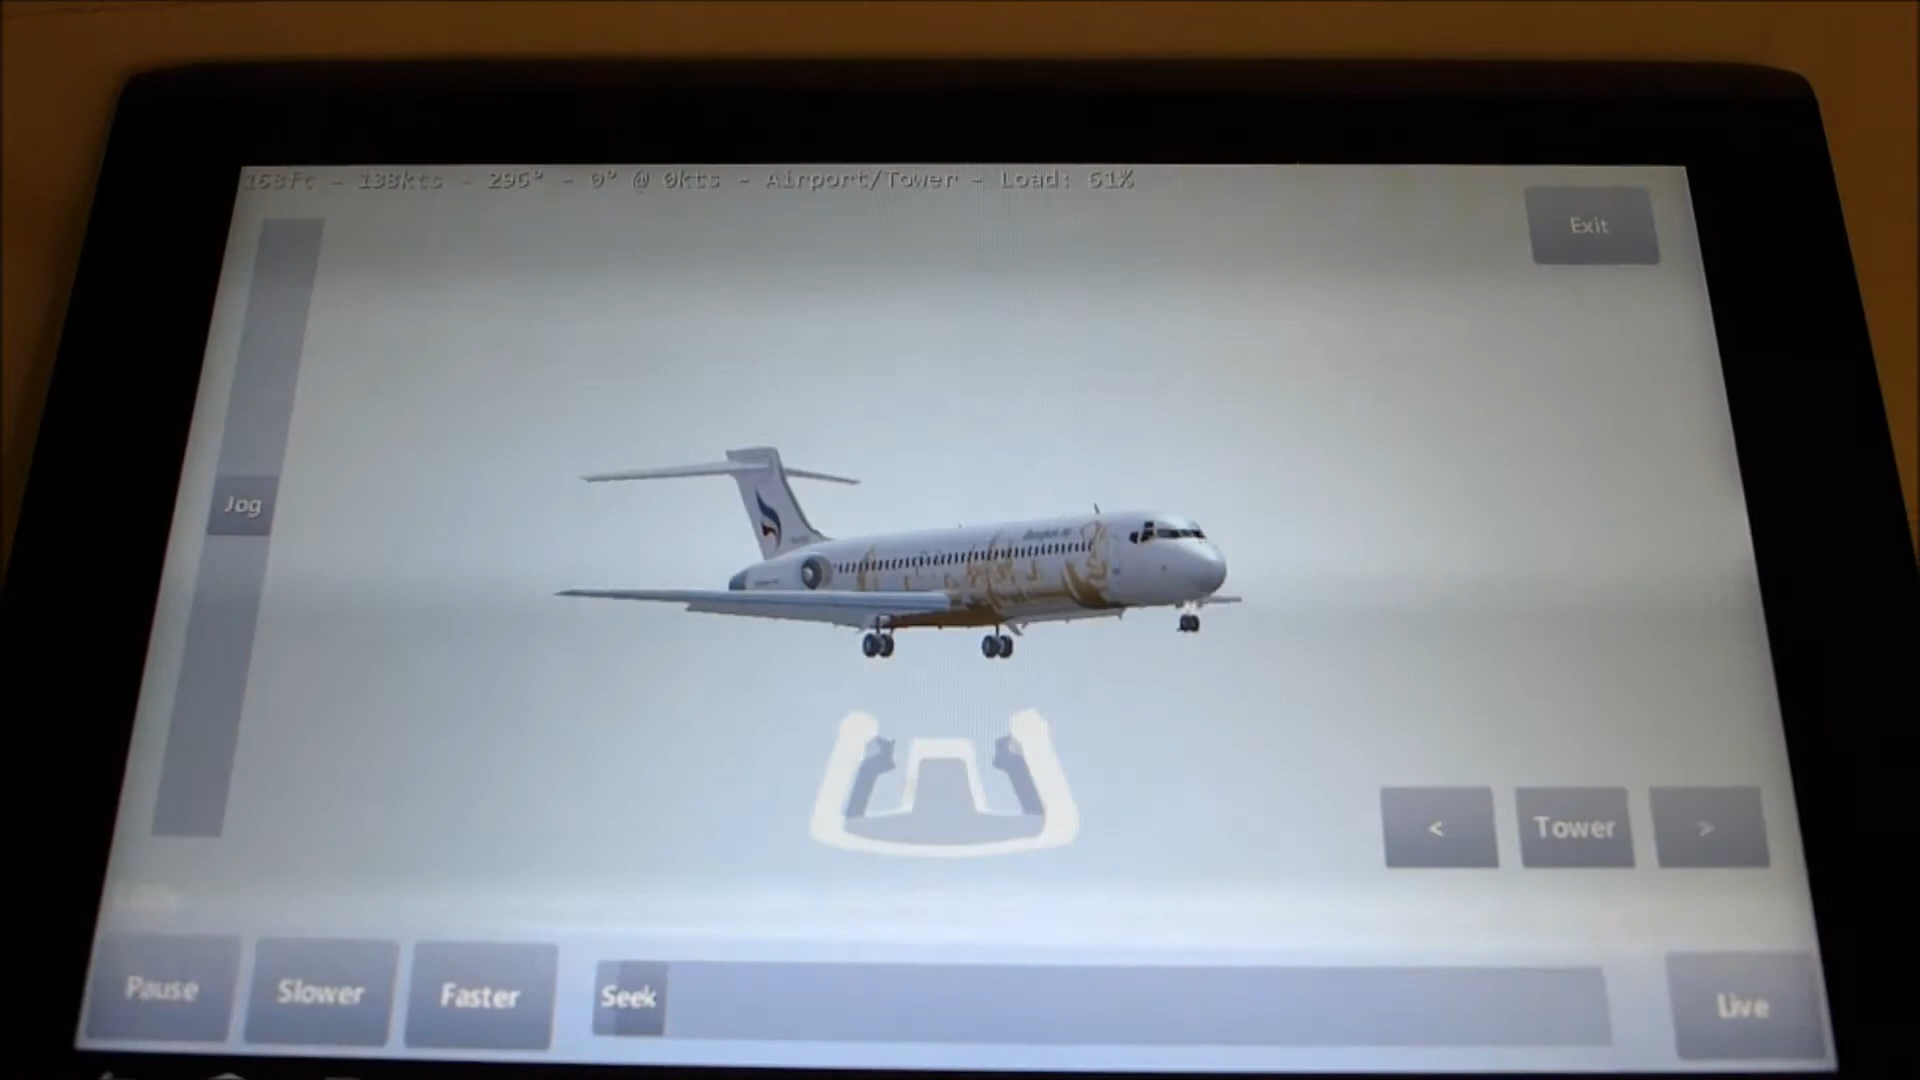 168ft - 138kts - 296° - 0° @ 0kts - Airport/Tower - Load: 61%
Exit
Jog
< Tower >
Pause Slower Faster Seek Live